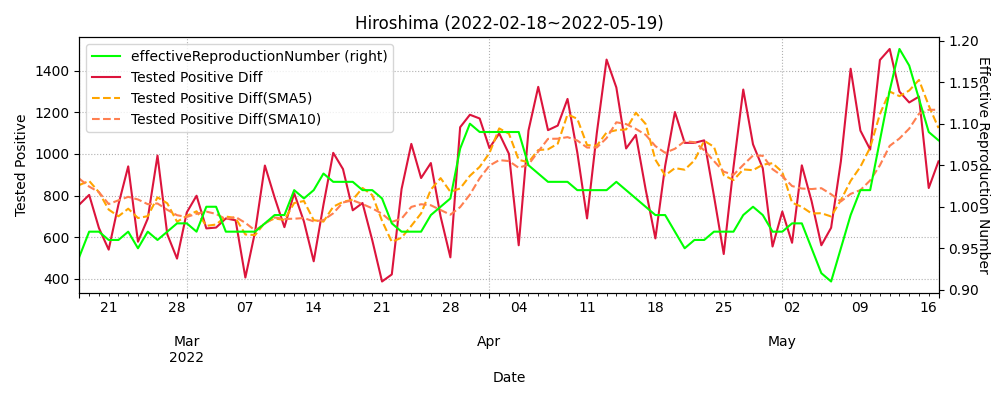 Hiroshima (2022-02-18~2022-05-19)
effectiveReproductionNumber (right)
Tested Positive Diff
Tested Positive Diff(SMA5)
Tested Positive Diff(SMA10)
Tested Positive
1400
1200
1000
800
600
400
Effective Reproduction Number
1.20
1.15
1.10
1.05
1.00
0.95
0.90
21 28 07 14 21 28 04 11 18 25 02 09 16
Mar Apr May
2022
Date